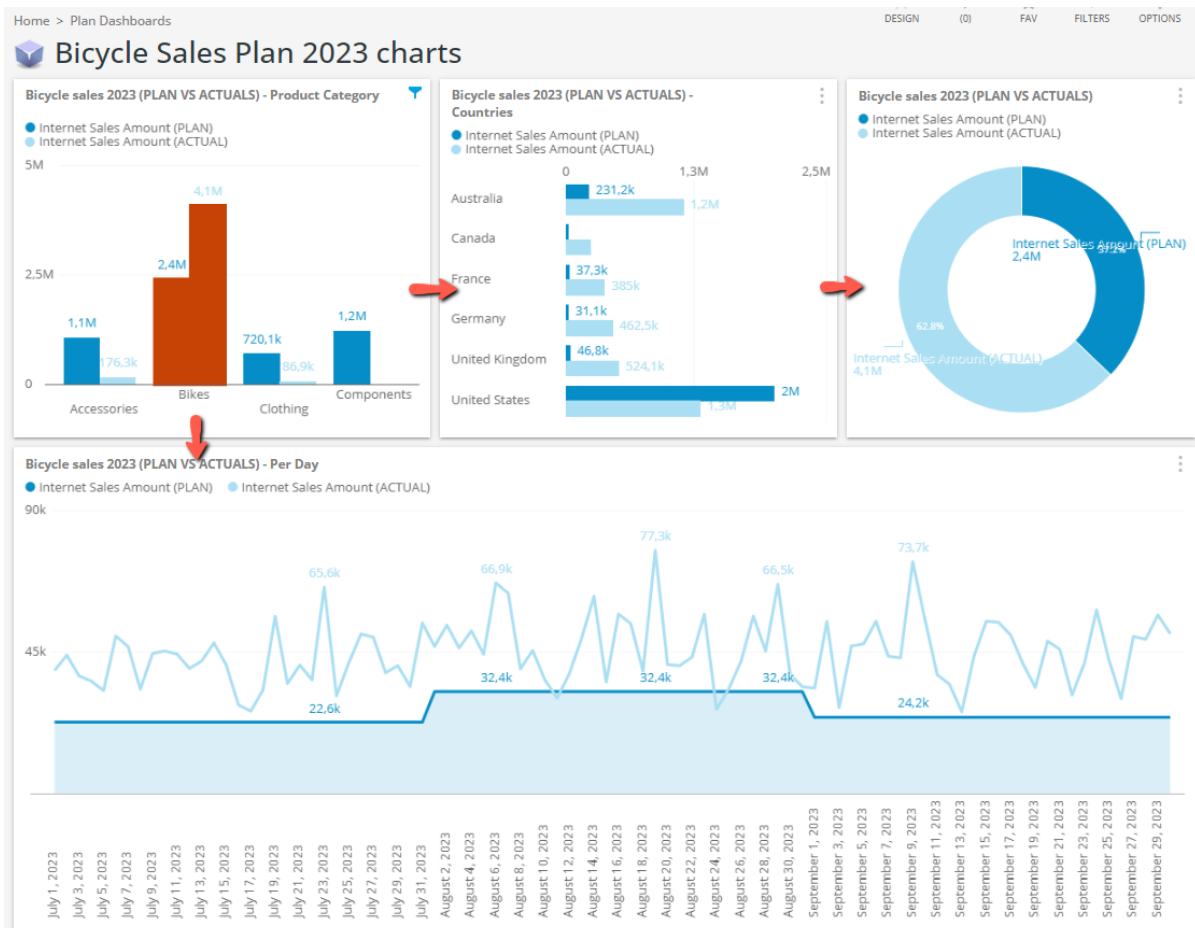 Home > Plan Dashboards
DESIGN
(0)
FAV
FILTERS
OPTIONS
Bicycle Sales Plan 2023 charts
Bicycle sales 2023 (PLAN VS ACTUALS) - Product Category
Internet Sales Amount (PLAN)
Internet Sales Amount (ACTUAL)
5M
2,5M
0
1,1M
176,3k
2,4M
4,1M
720,1k
86,9k
1,2M
Accessories
Bikes
Clothing
Components
Bicycle sales 2023 (PLAN VS ACTUALS) -
Countries
Internet Sales Amount (PLAN)
Internet Sales Amount (ACTUAL)
0
1,3M
2,5M
Australia
231,2k
1,2M
Canada
France
37,3k
385k
Germany
31,1k
462,5k
United Kingdom
46,8k
524,1k
United States
2M
1,3M
Bicycle sales 2023 (PLAN VS ACTUALS)
Internet Sales Amount (PLAN)
Internet Sales Amount (ACTUAL)
Internet Sales Amount (PLAN)
2,4M
37.2%
62.8%
Internet Sales Amount (ACTUAL)
4,1M
Bicycle sales 2023 (PLAN VS ACTUALS) - Per Day
Internet Sales Amount (PLAN)
Internet Sales Amount (ACTUAL)
90k
45k
65,6k
66,9k
77,3k
66,5k
73,7k
22,6k
32,4k
32,4k
32,4k
24,2k
July 1, 2023
July 3, 2023
July 5, 2023
July 7, 2023
July 9, 2023
July 11, 2023
July 13, 2023
July 15, 2023
July 17, 2023
July 19, 2023
July 21, 2023
July 23, 2023
July 25, 2023
July 27, 2023
July 29, 2023
July 31, 2023
August 2, 2023
August 4, 2023
August 6, 2023
August 8, 2023
August 10, 2023
August 12, 2023
August 14, 2023
August 16, 2023
August 18, 2023
August 20, 2023
August 22, 2023
August 24, 2023
August 26, 2023
August 28, 2023
August 30, 2023
September 1, 2023
September 3, 2023
September 5, 2023
September 7, 2023
September 9, 2023
September 11, 2023
September 13, 2023
September 15, 2023
September 17, 2023
September 19, 2023
September 21, 2023
September 23, 2023
September 25, 2023
September 27, 2023
September 29, 2023